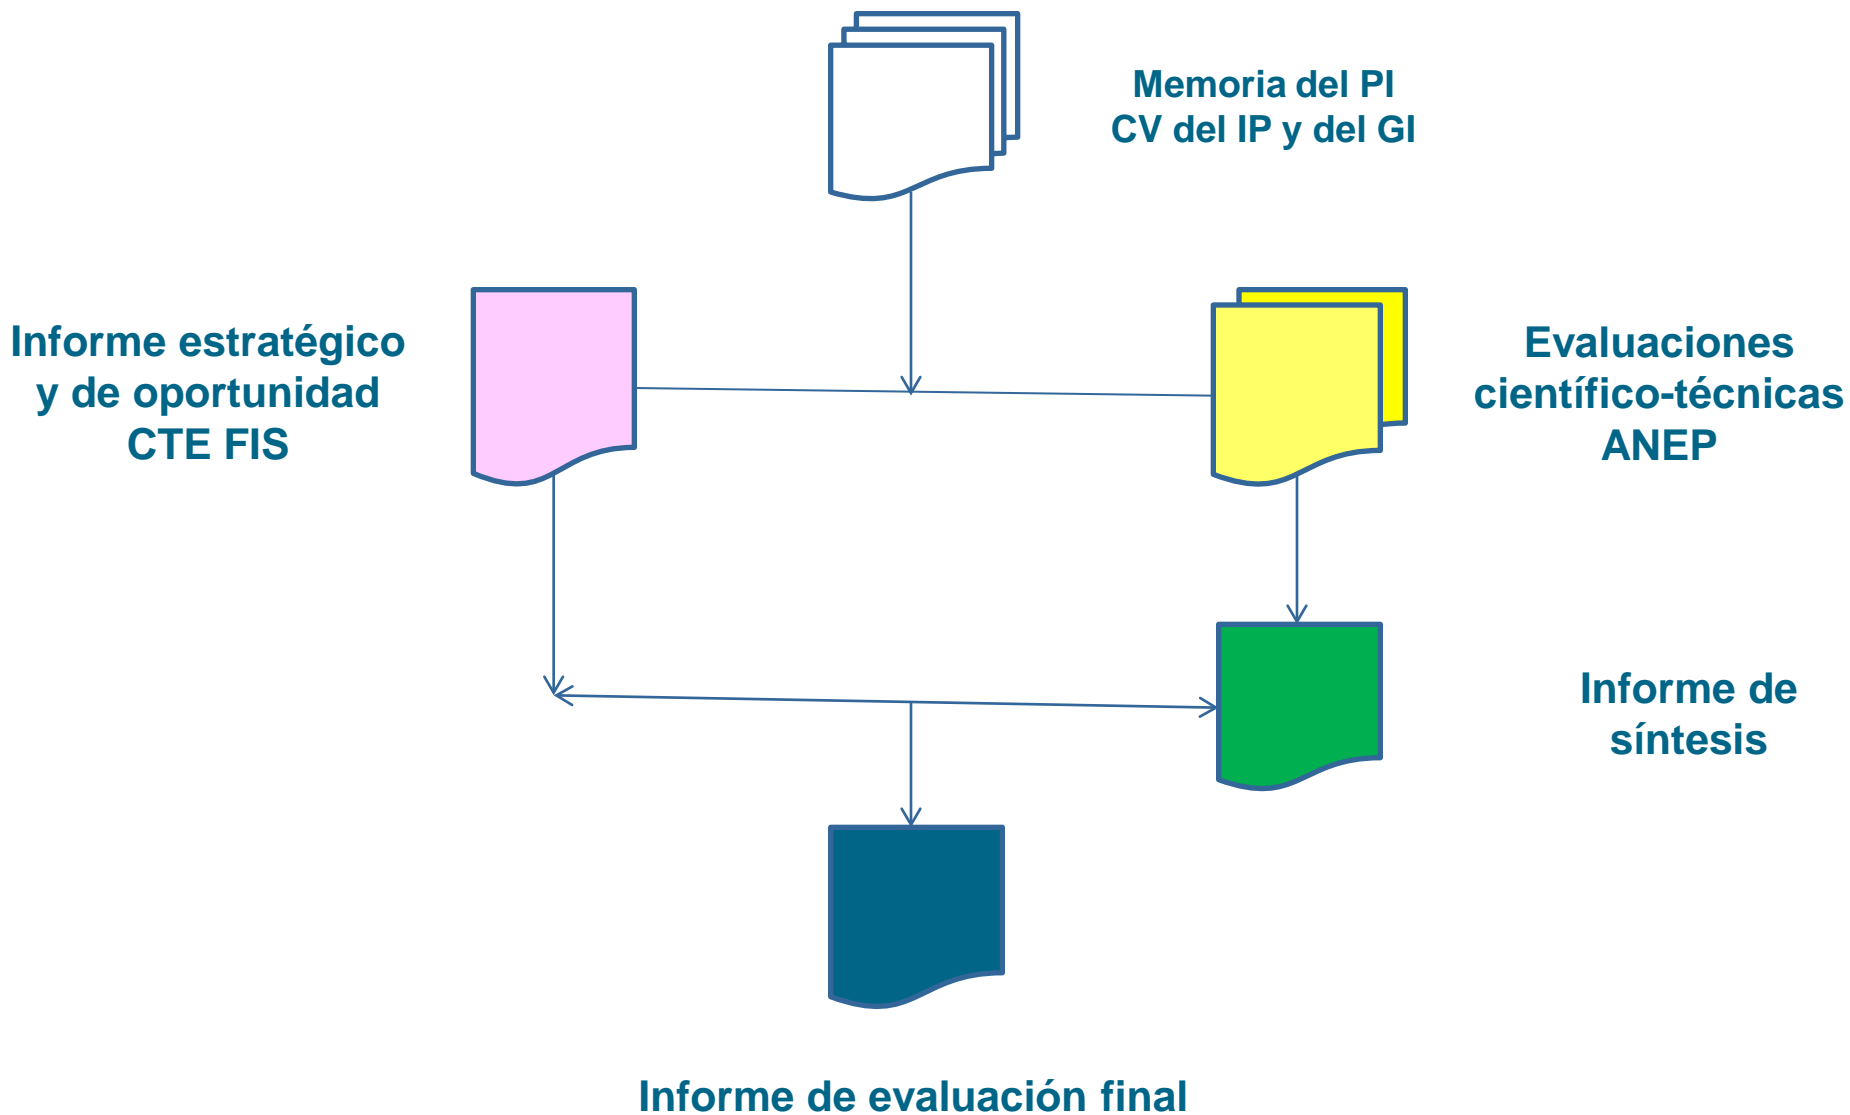 Memoria del PI
CV del IP y del GI
Informe estratégico
y de oportunidad
CTE FIS
Evaluaciones
científico-técnicas
ANEP
Informe de
síntesis
Informe de evaluación final